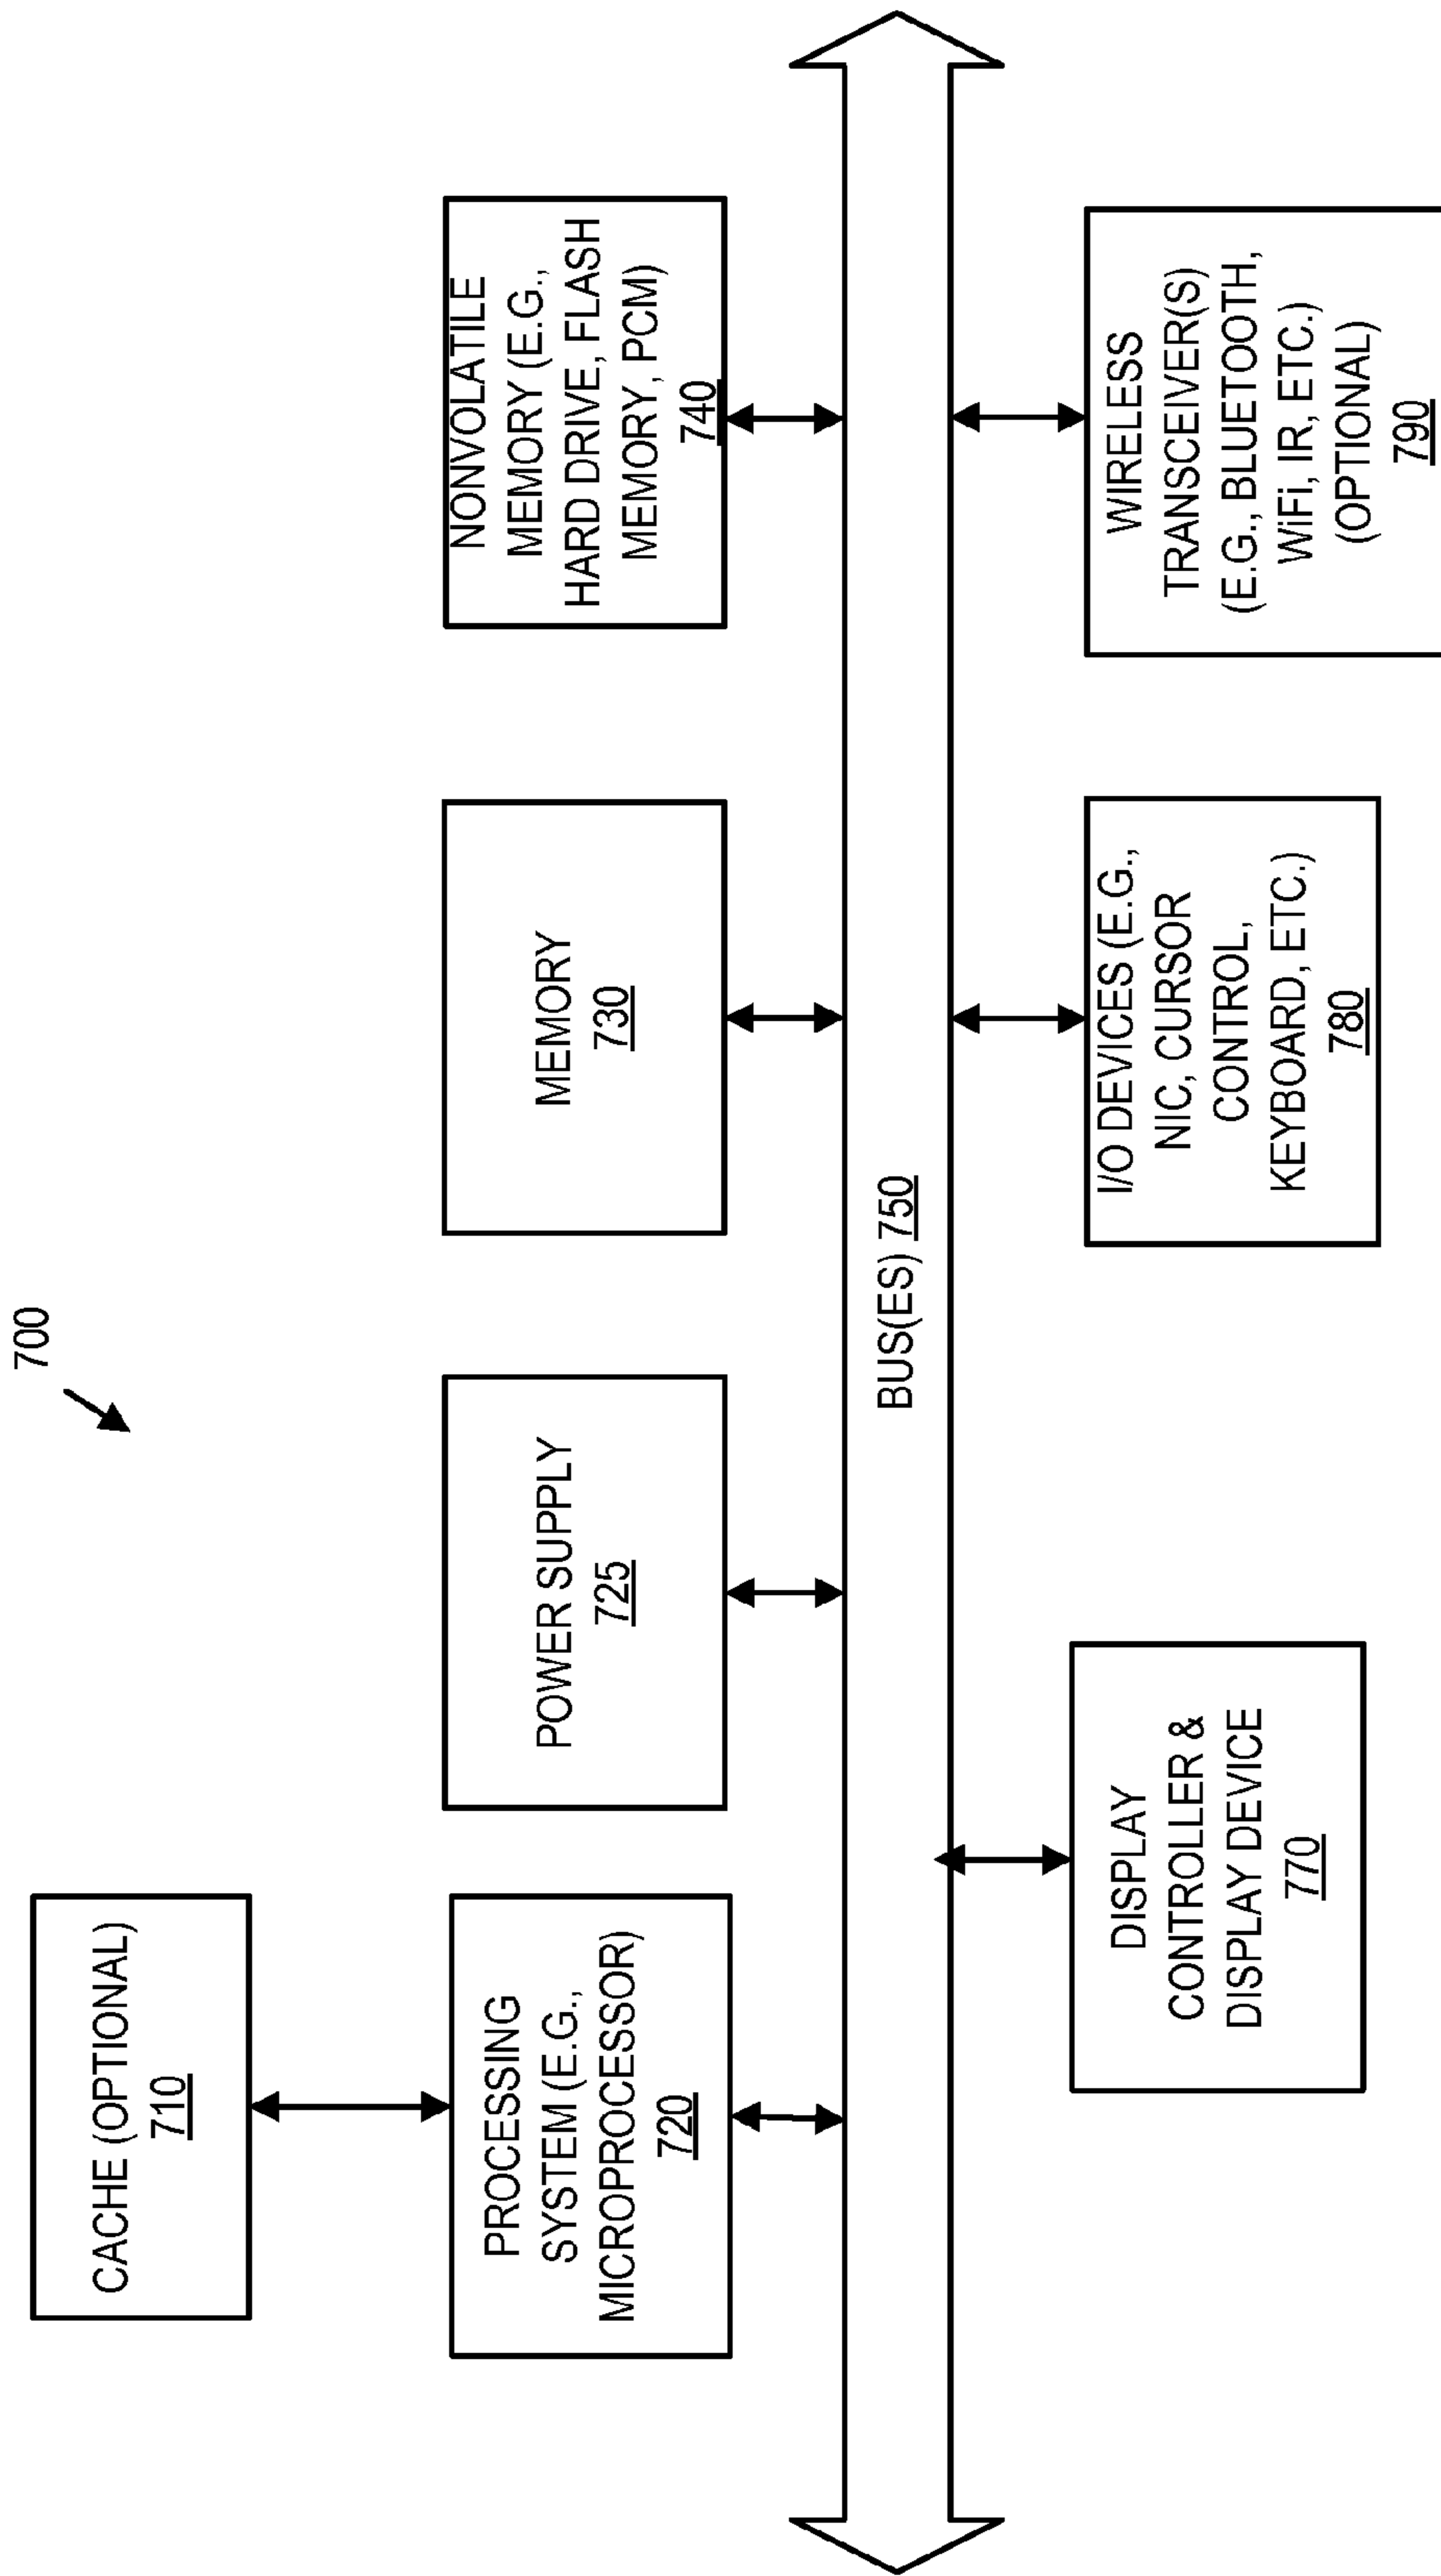 700
CACHE (OPTIONAL)
710
PROCESSING
SYSTEM (E.G.,
MICROPROCESSOR)
720
POWER SUPPLY
725
MEMORY
730
NONVOLATILE
MEMORY (E.G.,
HARD DRIVE, FLASH
MEMORY, PCM)
740
BUS(ES) 750
DISPLAY
CONTROLLER &
DISPLAY DEVICE
770
I/O DEVICES (E.G.,
NIC, CURSOR
CONTROL,
KEYBOARD, ETC.)
780
WIRELESS
TRANSCEIVER(S)
(E.G., BLUETOOTH,
WiFi, IR, ETC.)
(OPTIONAL)
790